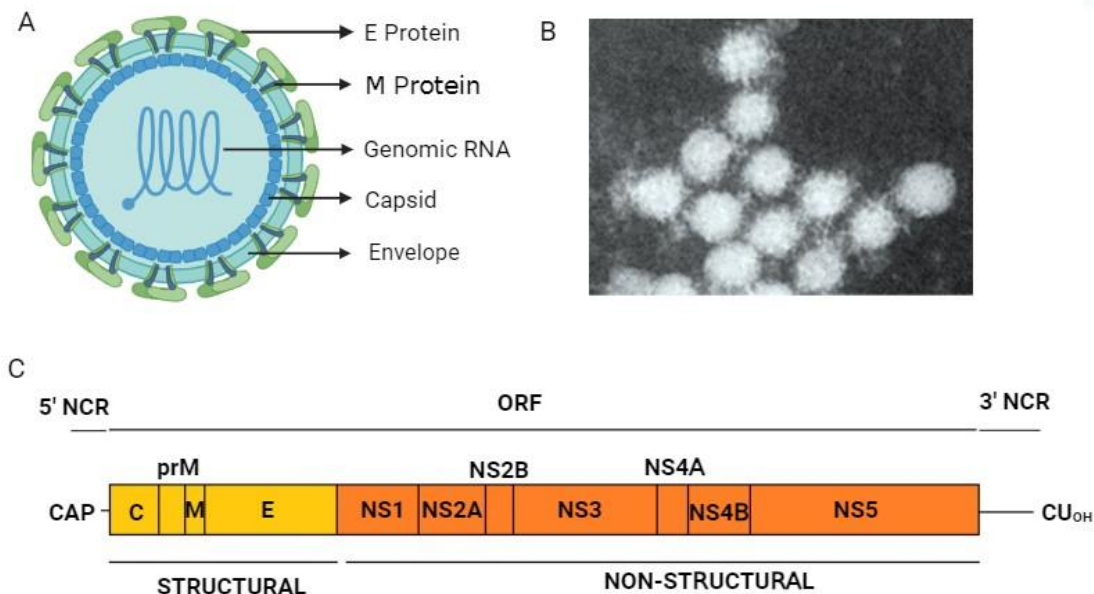 A
E Protein
M Protein
Genomic RNA
Capsid
Envelope
B
C
5' NCR
ORF
3' NCR
prM
NS2B
NS4A
CAP
C
M
E
NS1
NS2A
NS3
NS4B
NS5
CUOH
STRUCTURAL
NON-STRUCTURAL